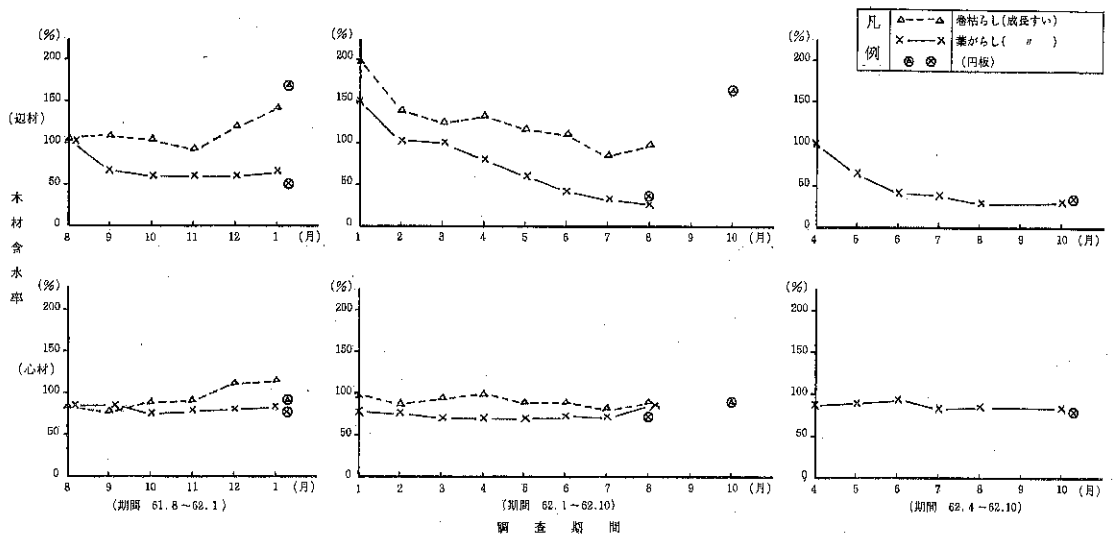 凡例
△---△ 巻枯らし(成長すい)
×——× 葉がらし( 〃 )
(円板)
木材含水率
(辺材)
(%)
200
150
100
50
0
8 9 10 11 12 1 (月)
(%)
200
150
100
50
0
1 2 3 4 5 6 7 8 9 10 (月)
(%)
200
150
100
50
0
4 5 6 7 8 9 10 (月)
(心材)
(%)
200
150
100
50
0
8 9 10 11 12 1 (月)
(期間 61.8~62.1)
(%)
200
150
100
50
0
1 2 3 4 5 6 7 8 9 10 (月)
(期間 62.1~62.10)
(%)
200
150
100
50
0
4 5 6 7 8 9 10 (月)
(期間 62.4~62.10)
調査期間